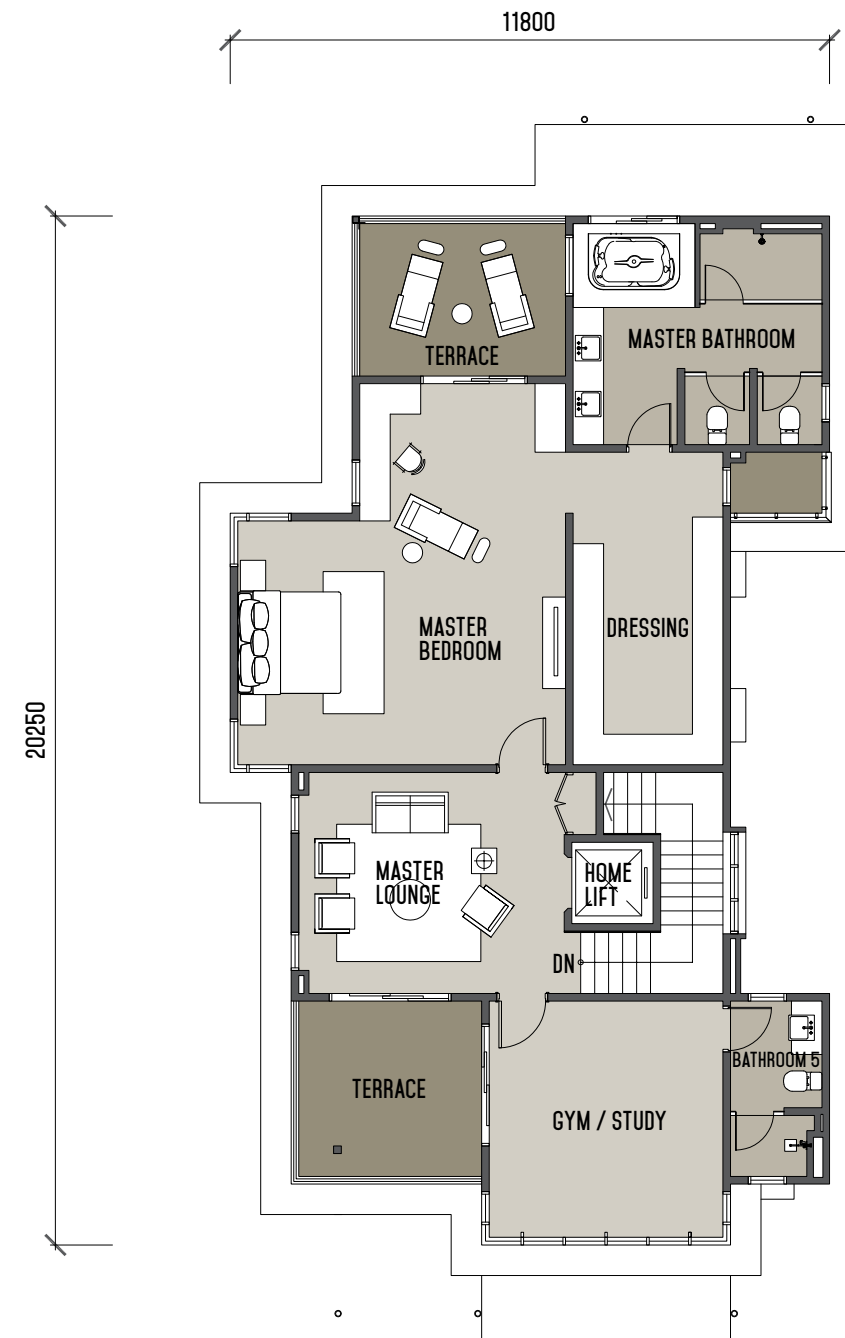 11800
TERRACE
MASTER BATHROOM
MASTER
BEDROOM
DRESSING
20250
MASTER
LOUNGE
HOME
LIFT
DN
BATHROOM 5
TERRACE
GYM / STUDY